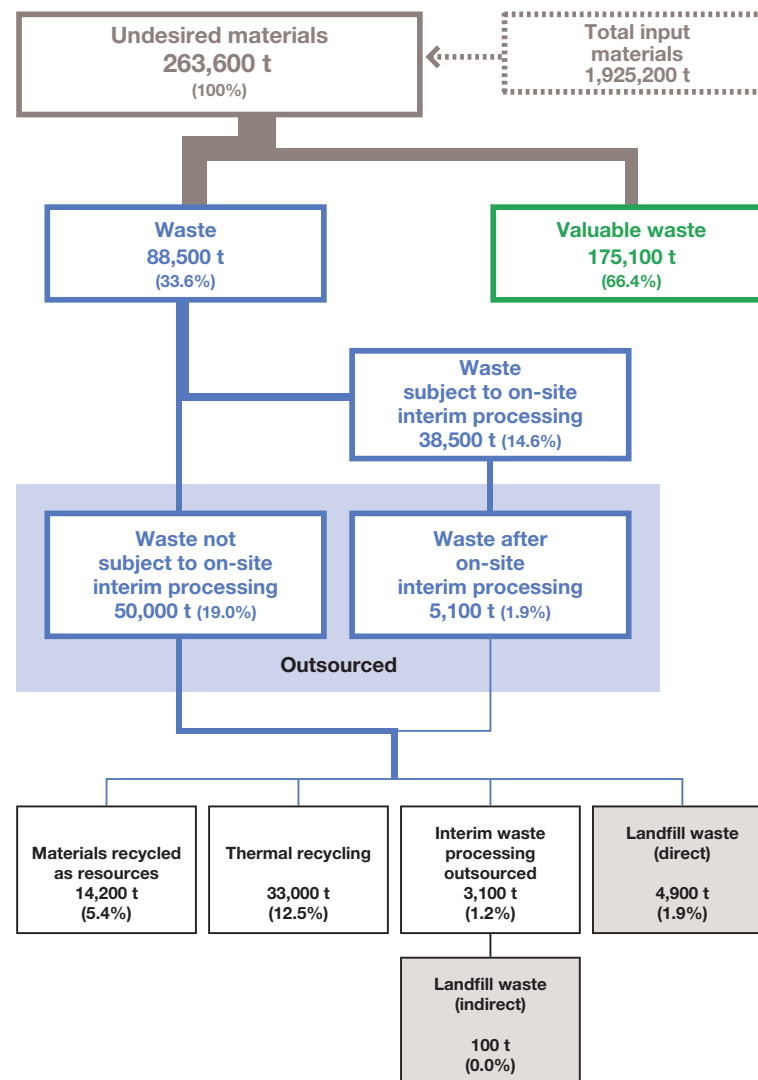 Undesired materials
263,600 t
(100%)
Total input
materials
1,925,200 t
Waste
88,500 t
(33.6%)
Valuable waste
175,100 t
(66.4%)
Waste
subject to on-site
interim processing
38,500 t (14.6%)
Waste not
subject to on-site
interim processing
50,000 t (19.0%)
Waste after
on-site
interim processing
5,100 t (1.9%)
Outsourced
Materials recycled
as resources
14,200 t
(5.4%)
Thermal recycling
33,000 t
(12.5%)
Interim waste
processing
outsourced
3,100 t
(1.2%)
Landfill waste
(direct)
4,900 t
(1.9%)
Landfill waste
(indirect)
100 t
(0.0%)